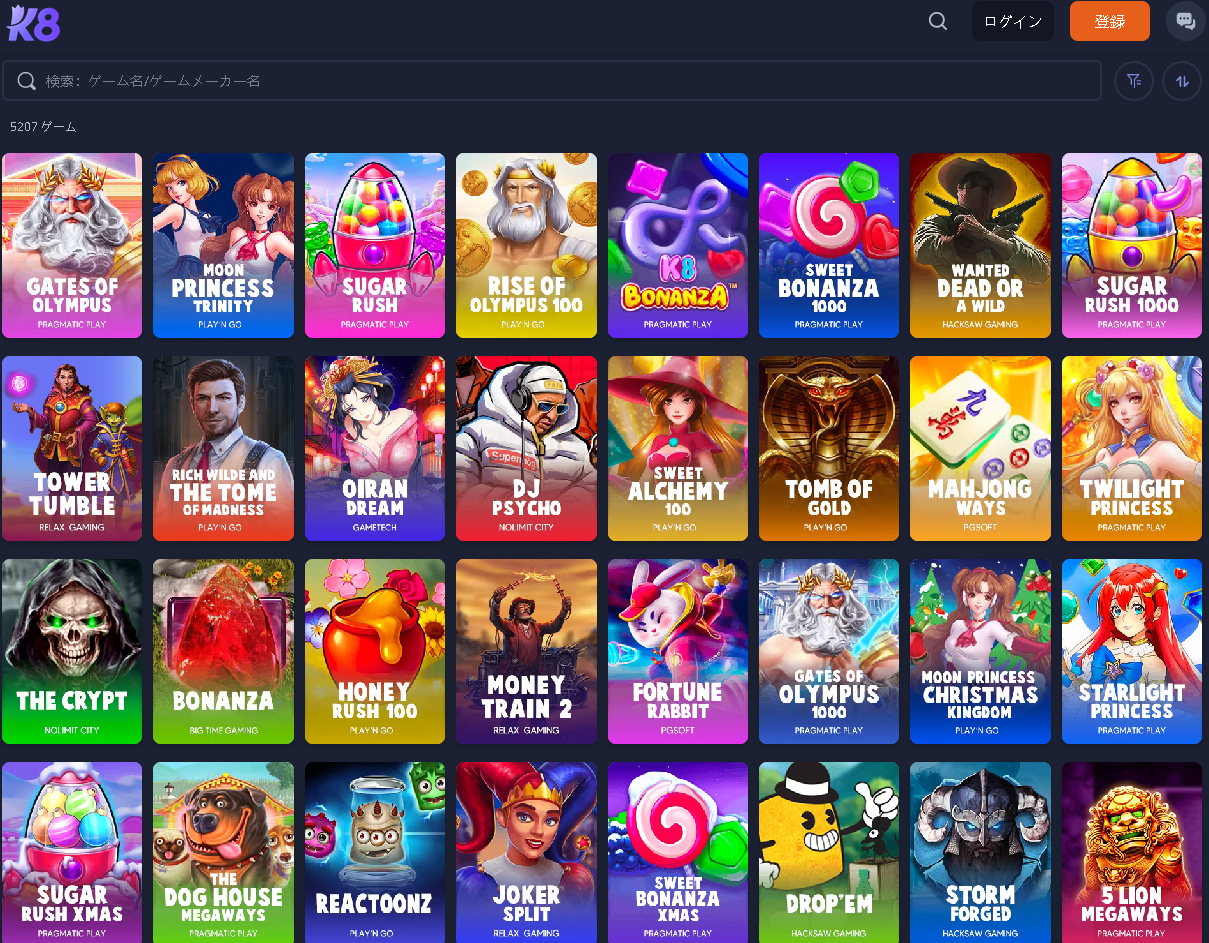 K8
ログイン
登録
検索: ゲーム名/ゲームメーカー名
5207 ゲーム
GATES OF
OLYMPUS
PRAGMATIC PLAY
MOON
PRINCESS
TRINITY
PLAY'N GO
SUGAR
RUSH
PRAGMATIC PLAY
RISE OF
OLYMPUS 100
PLAY'N GO
K8
BONANZA™
PRAGMATIC PLAY
SWEET
BONANZA
1000
PRAGMATIC PLAY
WANTED
DEAD OR
A WILD
HACKSAW GAMING
SUGAR
RUSH 1000
PRAGMATIC PLAY
TOWER
TUMBLE
RELAX GAMING
RICH WILDE AND
THE TOME
OF MADNESS
PLAY'N GO
OIRAN
DREAM
GAMETECH
DJ
PSYCHO
NOLIMIT CITY
SWEET
ALCHEMY
100
PLAY'N GO
TOMB OF
GOLD
PLAY'N GO
MAHJONG
WAYS
PGSOFT
TWILIGHT
PRINCESS
PRAGMATIC PLAY
THE CRYPT
NOLIMIT CITY
BONANZA
BIG TIME GAMING
HONEY
RUSH 100
PLAY'N GO
MONEY
TRAIN 2
RELAX GAMING
FORTUNE
RABBIT
PGSOFT
GATES OF
OLYMPUS
1000
PRAGMATIC PLAY
MOON PRINCESS
CHRISTMAS
KINGDOM
PLAY'N GO
STARLIGHT
PRINCESS
PRAGMATIC PLAY
SUGAR
RUSH XMAS
PRAGMATIC PLAY
THE
DOG HOUSE
MEGAWAYS
PRAGMATIC PLAY
REACTOONZ
PLAY'N GO
JOKER
SPLIT
RELAX GAMING
SWEET
BONANZA
XMAS
PRAGMATIC PLAY
DROP'EM
HACKSAW GAMING
STORM
FORGED
HACKSAW GAMING
5 LION
MEGAWAYS
PRAGMATIC PLAY